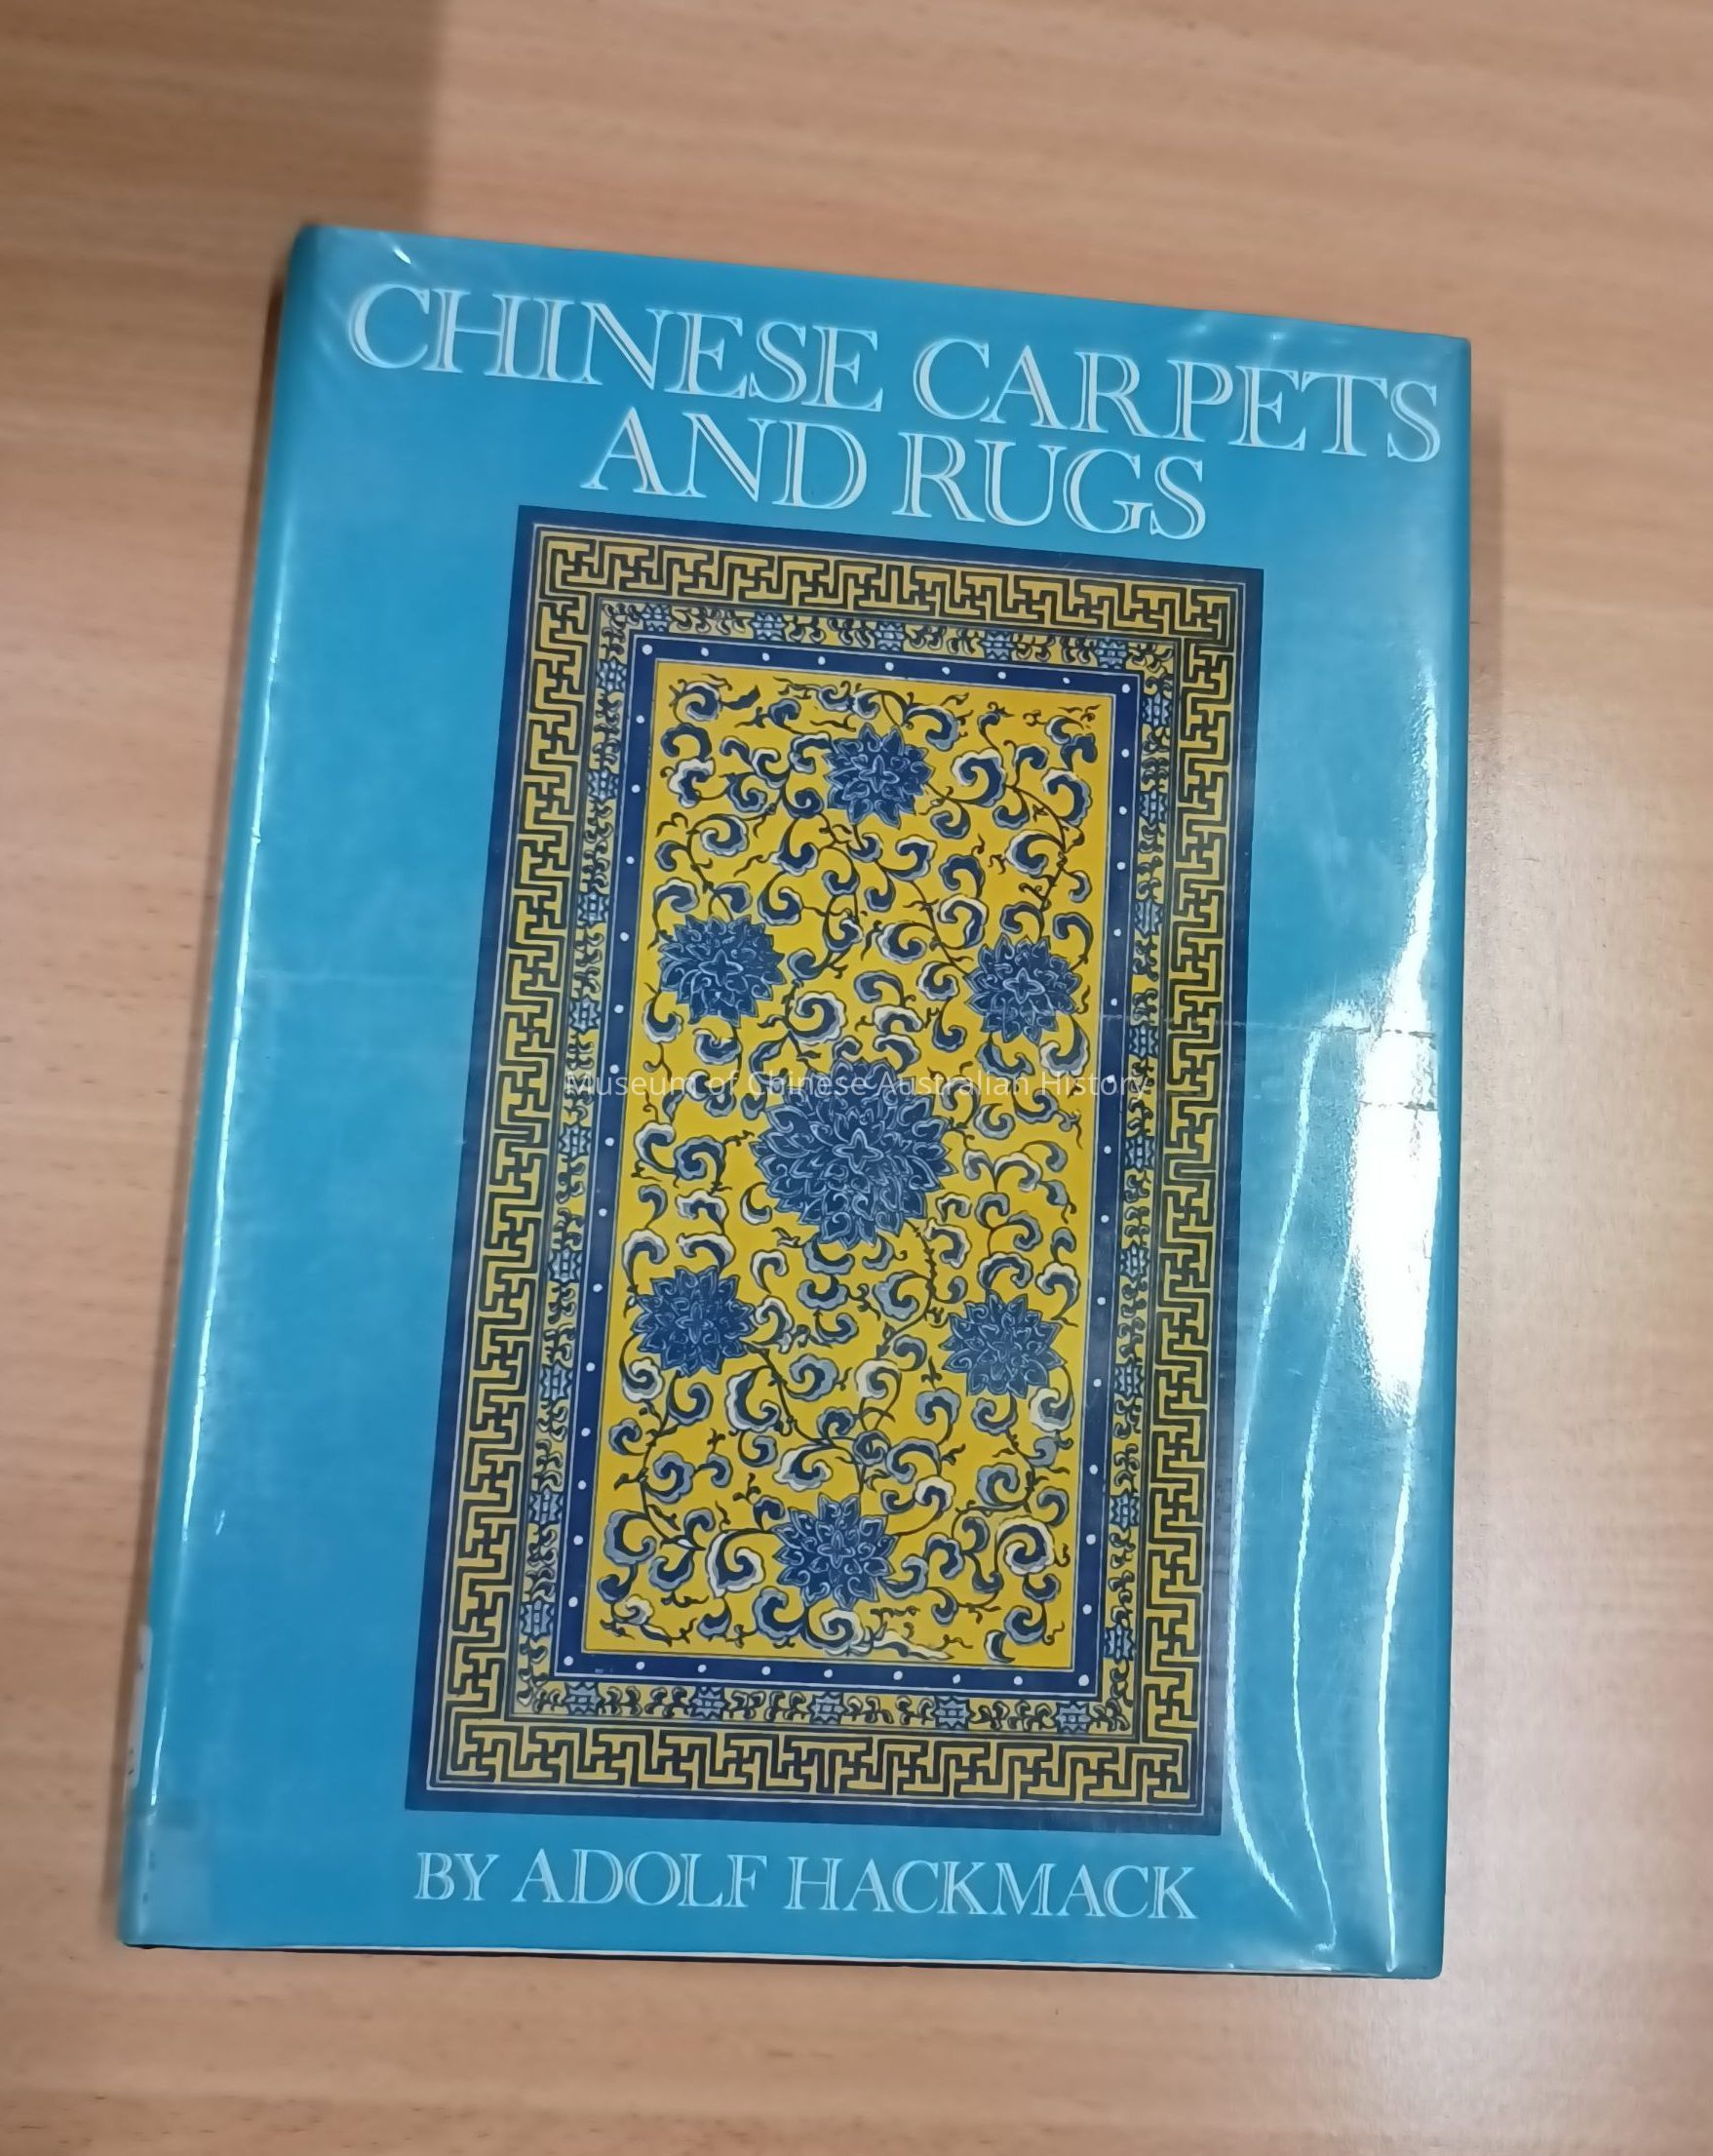 CHINESE CARPETS
AND RUGS
Museum of Chinese Australian History
BY ADOLF HACKMACK